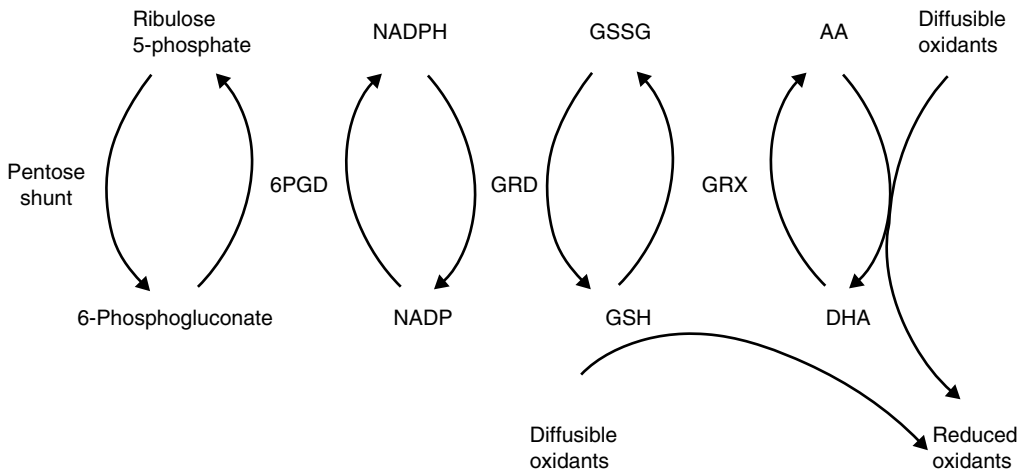 Ribulose
5-phosphate
NADPH
GSSG
AA
Diffusible
oxidants
Pentose
shunt
6PGD
GRD
GRX
6-Phosphogluconate
NADP
GSH
DHA
Diffusible
oxidants
Reduced
oxidants